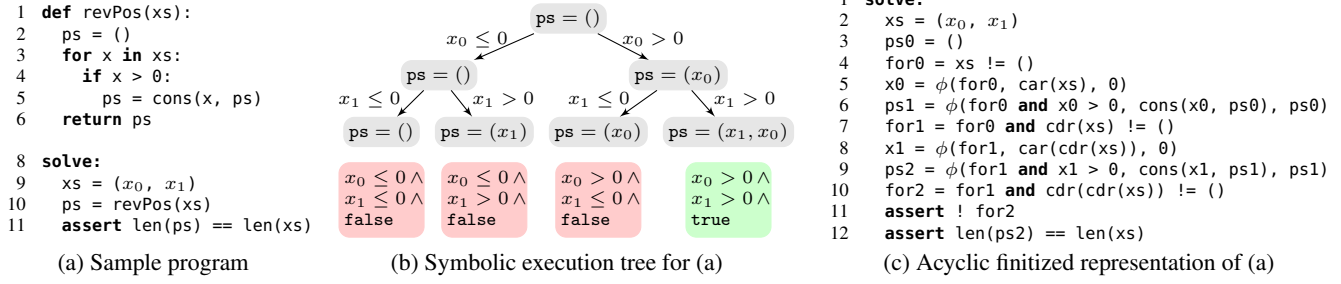 1 def revPos(xs):
2 ps = ()
3 for x in xs:
4 if x > 0:
5 ps = cons(x, ps)
6 return ps
8 solve:
9 xs = (x₀, x₁)
10 ps = revPos(xs)
11 assert len(ps) == len(xs)
(a) Sample program
ps = ()
x₀ ≤ 0 x₀ > 0
ps = () ps = (x₀)
x₁ ≤ 0 x₁ > 0 x₁ ≤ 0 x₁ > 0
ps = () ps = (x₁) ps = (x₀) ps = (x₁, x₀)
x₀ ≤ 0 ∧
x₁ ≤ 0 ∧
false
x₀ ≤ 0 ∧
x₁ > 0 ∧
false
x₀ > 0 ∧
x₁ ≤ 0 ∧
false
x₀ > 0 ∧
x₁ > 0 ∧
true
(b) Symbolic execution tree for (a)
1 solve:
2 xs = (x₀, x₁)
3 ps0 = ()
4 for0 = xs != ()
5 x0 = ϕ(for0, car(xs), 0)
6 ps1 = ϕ(for0 and x0 > 0, cons(x0, ps0), ps0)
7 for1 = for0 and cdr(xs) != ()
8 x1 = ϕ(for1, car(cdr(xs)), 0)
9 ps2 = ϕ(for1 and x1 > 0, cons(x1, ps1), ps1)
10 for2 = for1 and cdr(cdr(xs)) != ()
11 assert ! for2
12 assert len(ps2) == len(xs)
(c) Acyclic finitized representation of (a)